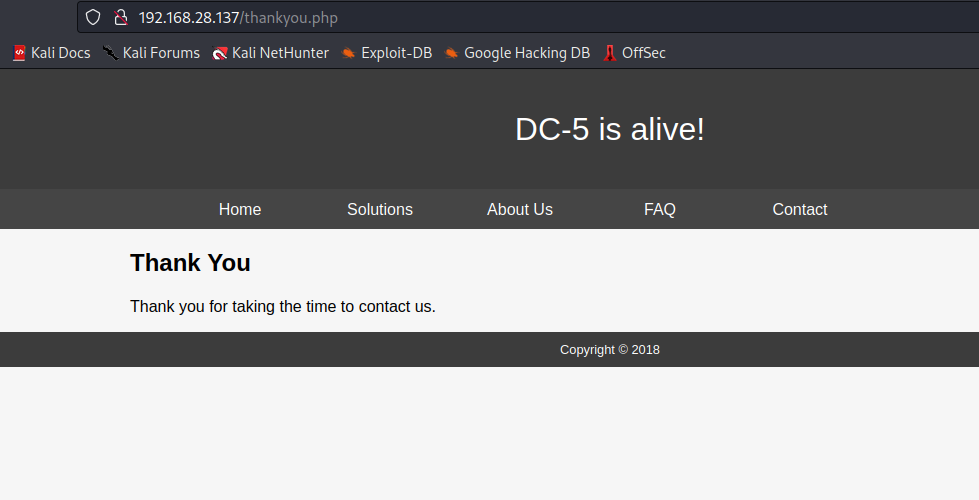 192.168.28.137/thankyou.php
Kali Docs Kali Forums Kali NetHunter Exploit-DB Google Hacking DB OffSec
DC-5 is alive!
Home Solutions About Us FAQ Contact
Thank You
Thank you for taking the time to contact us.
Copyright © 2018